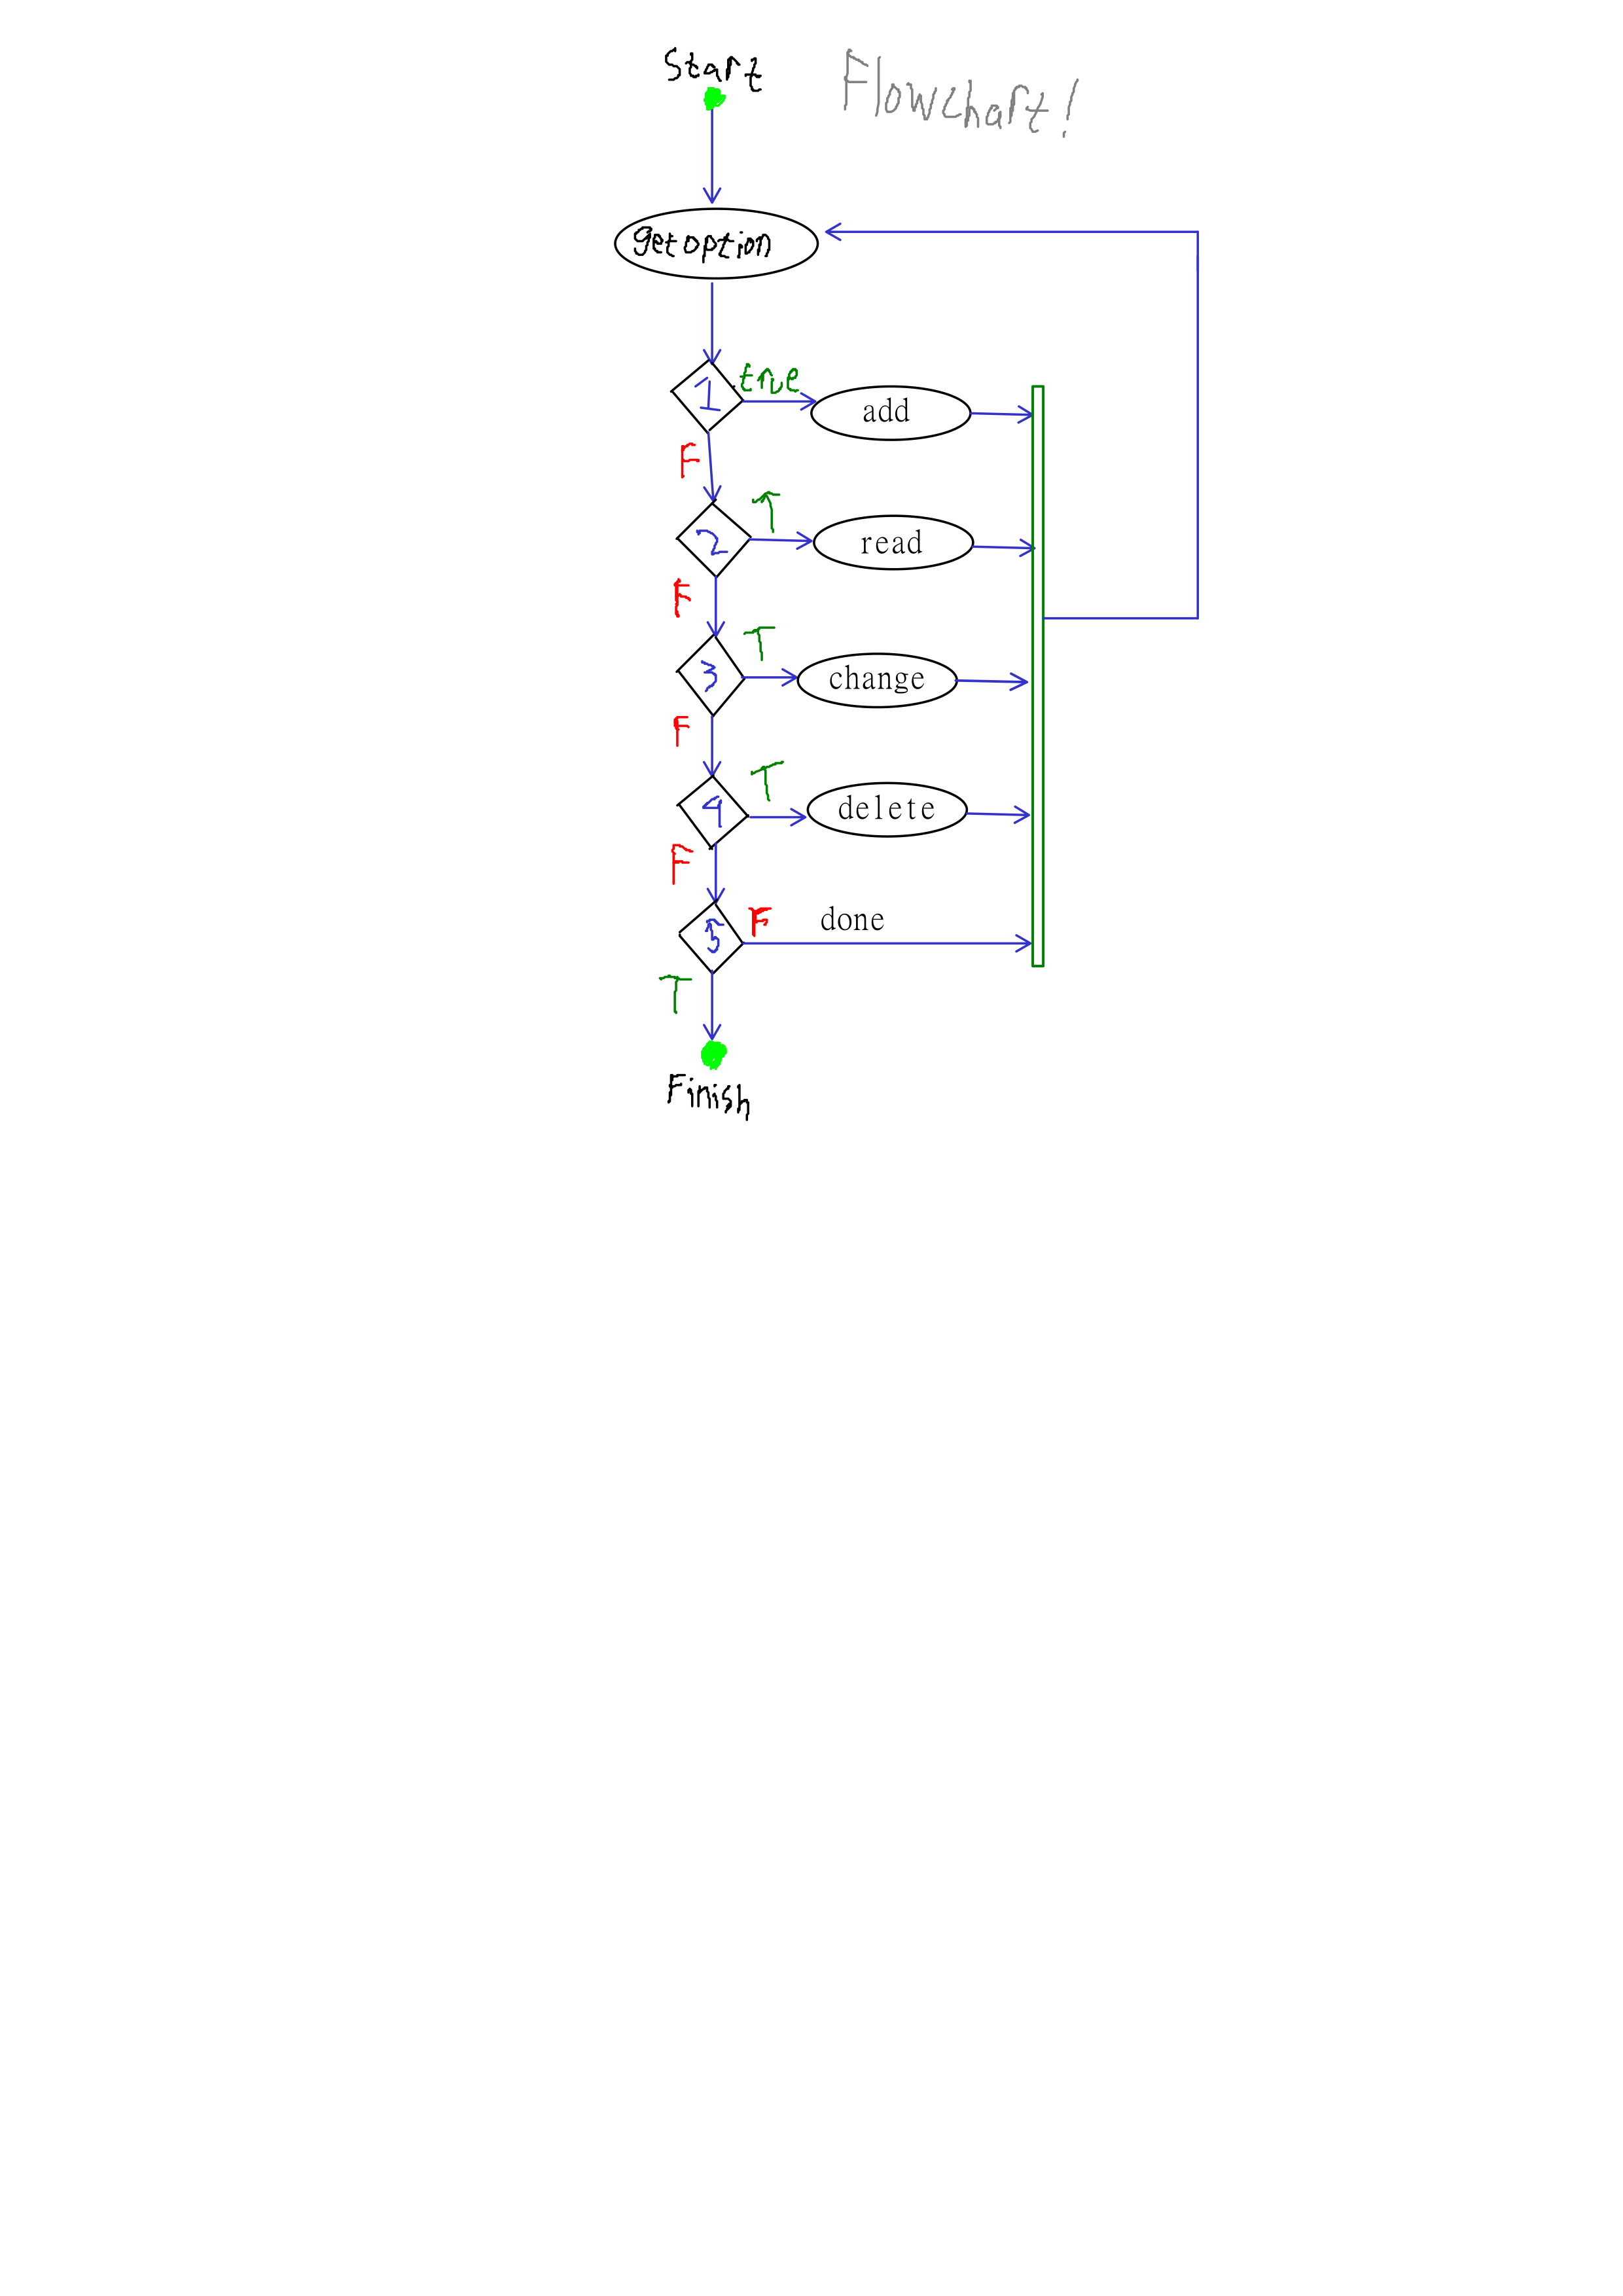 Start
Flowchart!
getoption
1 true add
F
2 T read
F
3 T change
F
4 T delete
F
5 F done
T
Finish